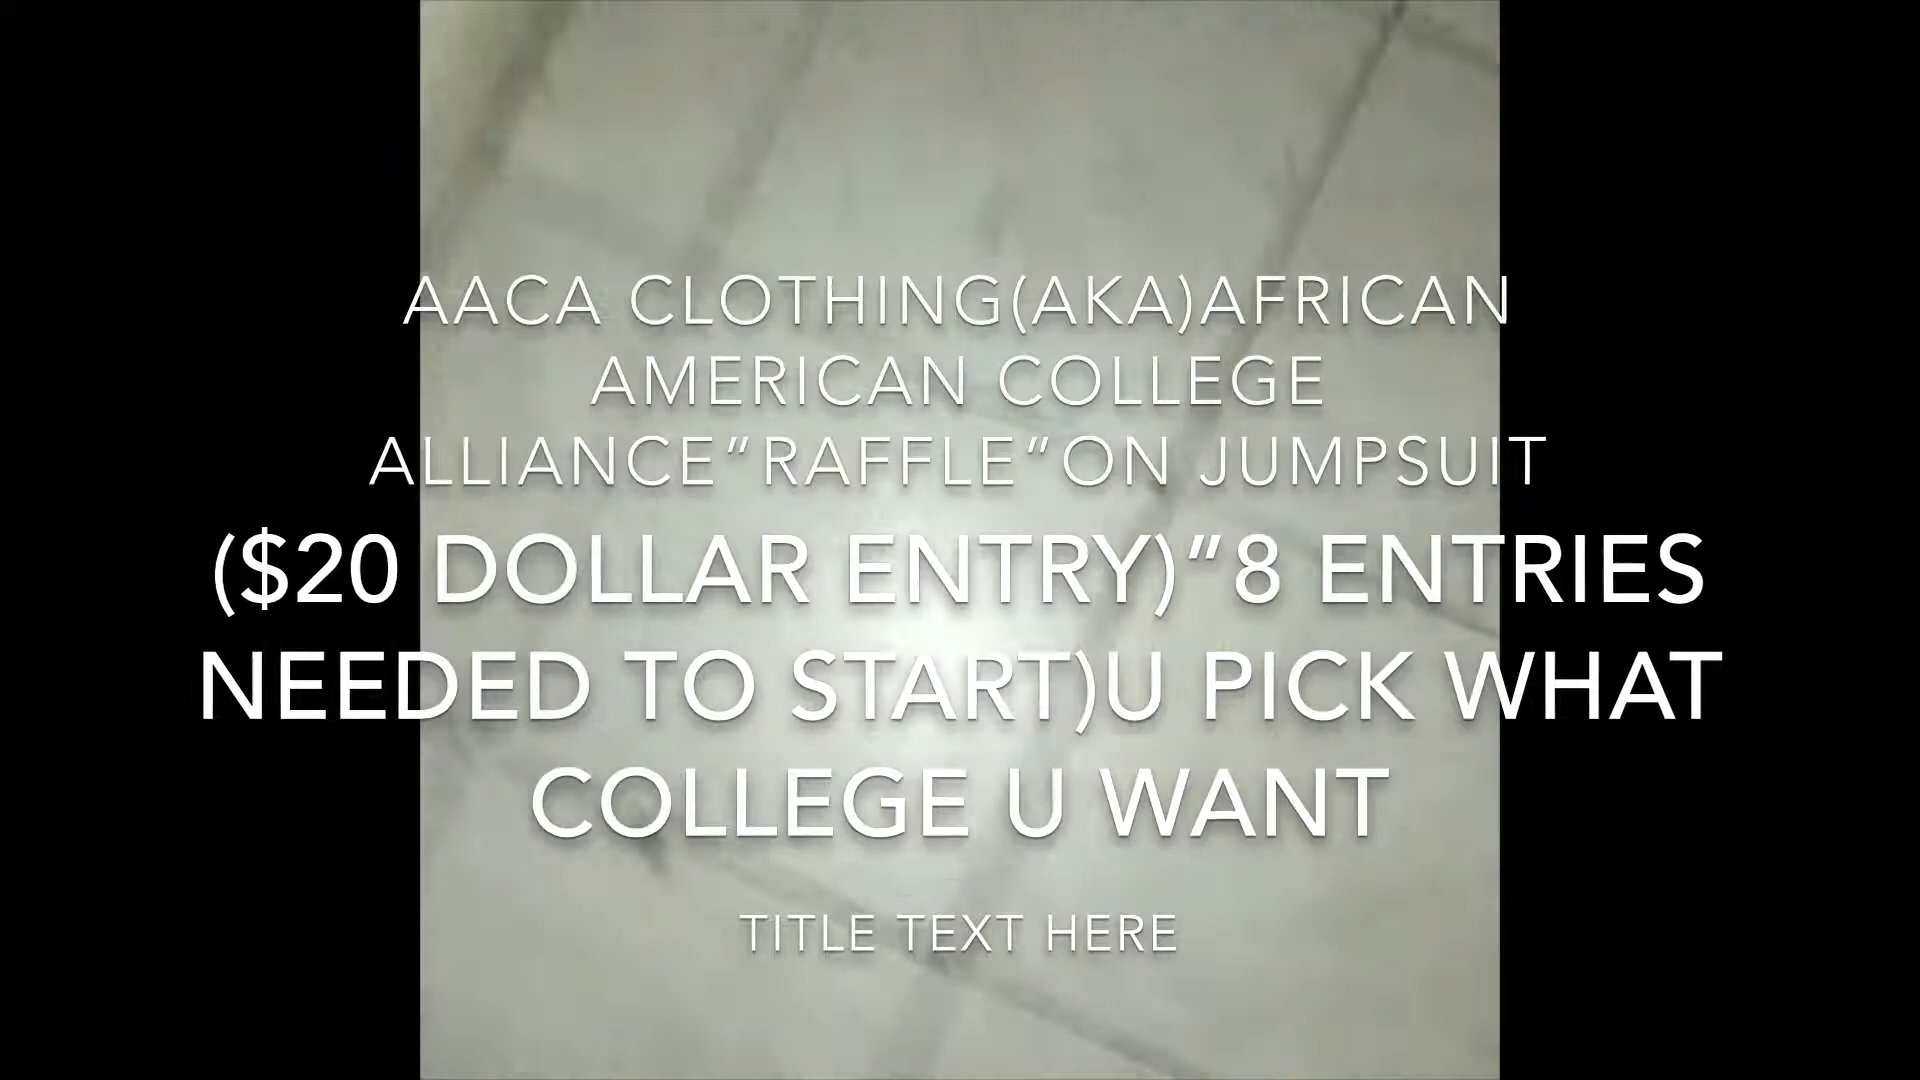 AACA CLOTHING(AKA)AFRICAN
AMERICAN COLLEGE
ALLIANCE”RAFFLE”ON JUMPSUIT
($20 DOLLAR ENTRY)”8 ENTRIES
NEEDED TO START)U PICK WHAT
COLLEGE U WANT
TITLE TEXT HERE